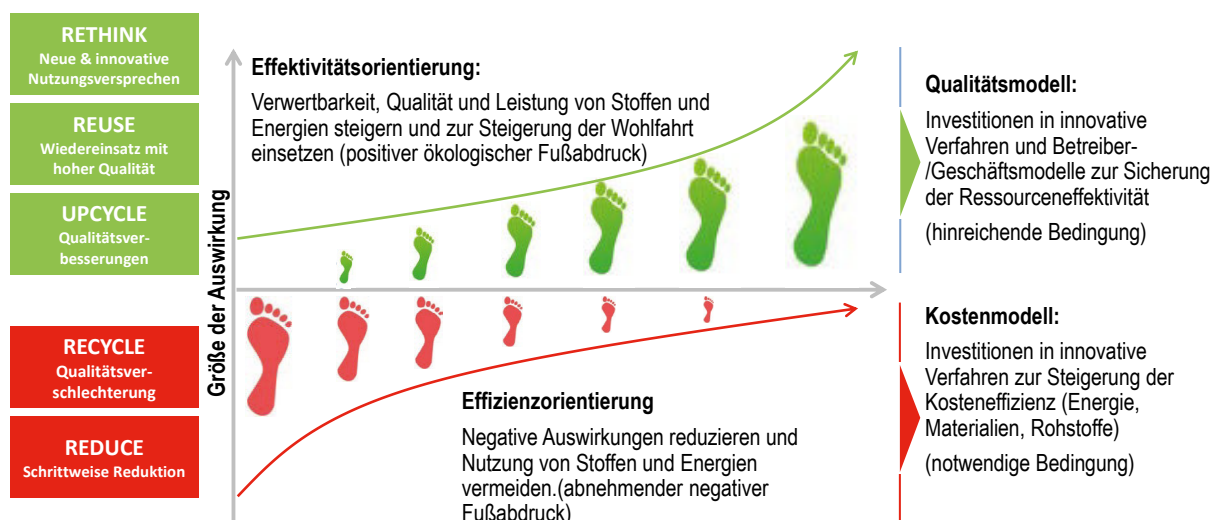 RETHINK
Neue & innovative
Nutzungsversprechen
REUSE
Wiedereinsatz mit
hoher Qualität
UPCYCLE
Qualitätsver-
besserungen
RECYCLE
Qualitätsver-
schlechterung
REDUCE
Schrittweise Reduktion
Größe der Auswirkung
Effektivitätsorientierung:
Verwertbarkeit, Qualität und Leistung von Stoffen und
Energien steigern und zur Steigerung der Wohlfahrt
einsetzen (positiver ökologischer Fußabdruck)
Effizienzorientierung
Negative Auswirkungen reduzieren und
Nutzung von Stoffen und Energien
vermeiden.(abnehmender negativer
Fußabdruck)
Qualitätsmodell:
Investitionen in innovative
Verfahren und Betreiber-
/Geschäftsmodelle zur Sicherung
der Ressourceneffektivität
(hinreichende Bedingung)
Kostenmodell:
Investitionen in innovative
Verfahren zur Steigerung der
Kosteneffizienz (Energie,
Materialien, Rohstoffe)
(notwendige Bedingung)